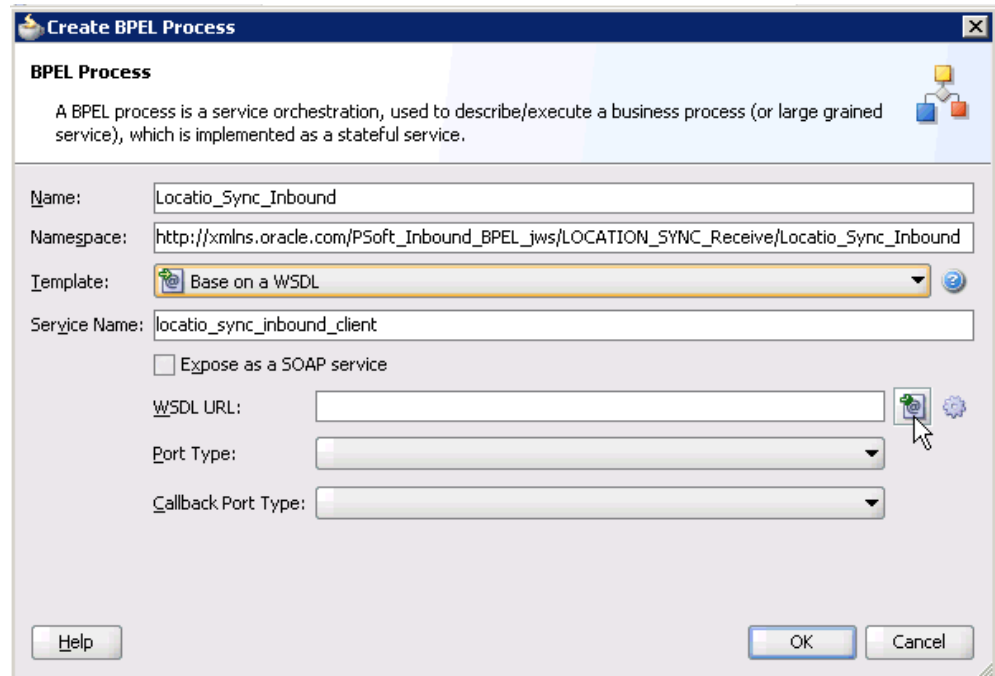 Create BPEL Process
BPEL Process
A BPEL process is a service orchestration, used to describe/execute a business process (or large grained
service), which is implemented as a stateful service.
Name: Locatio_Sync_Inbound
Namespace: http://xmlns.oracle.com/PSoft_Inbound_BPEL_jws/LOCATION_SYNC_Receive/Locatio_Sync_Inbound
Template: Base on a WSDL
Service Name: locatio_sync_inbound_client
Expose as a SOAP service
WSDL URL:
Port Type:
Callback Port Type:
Help OK Cancel